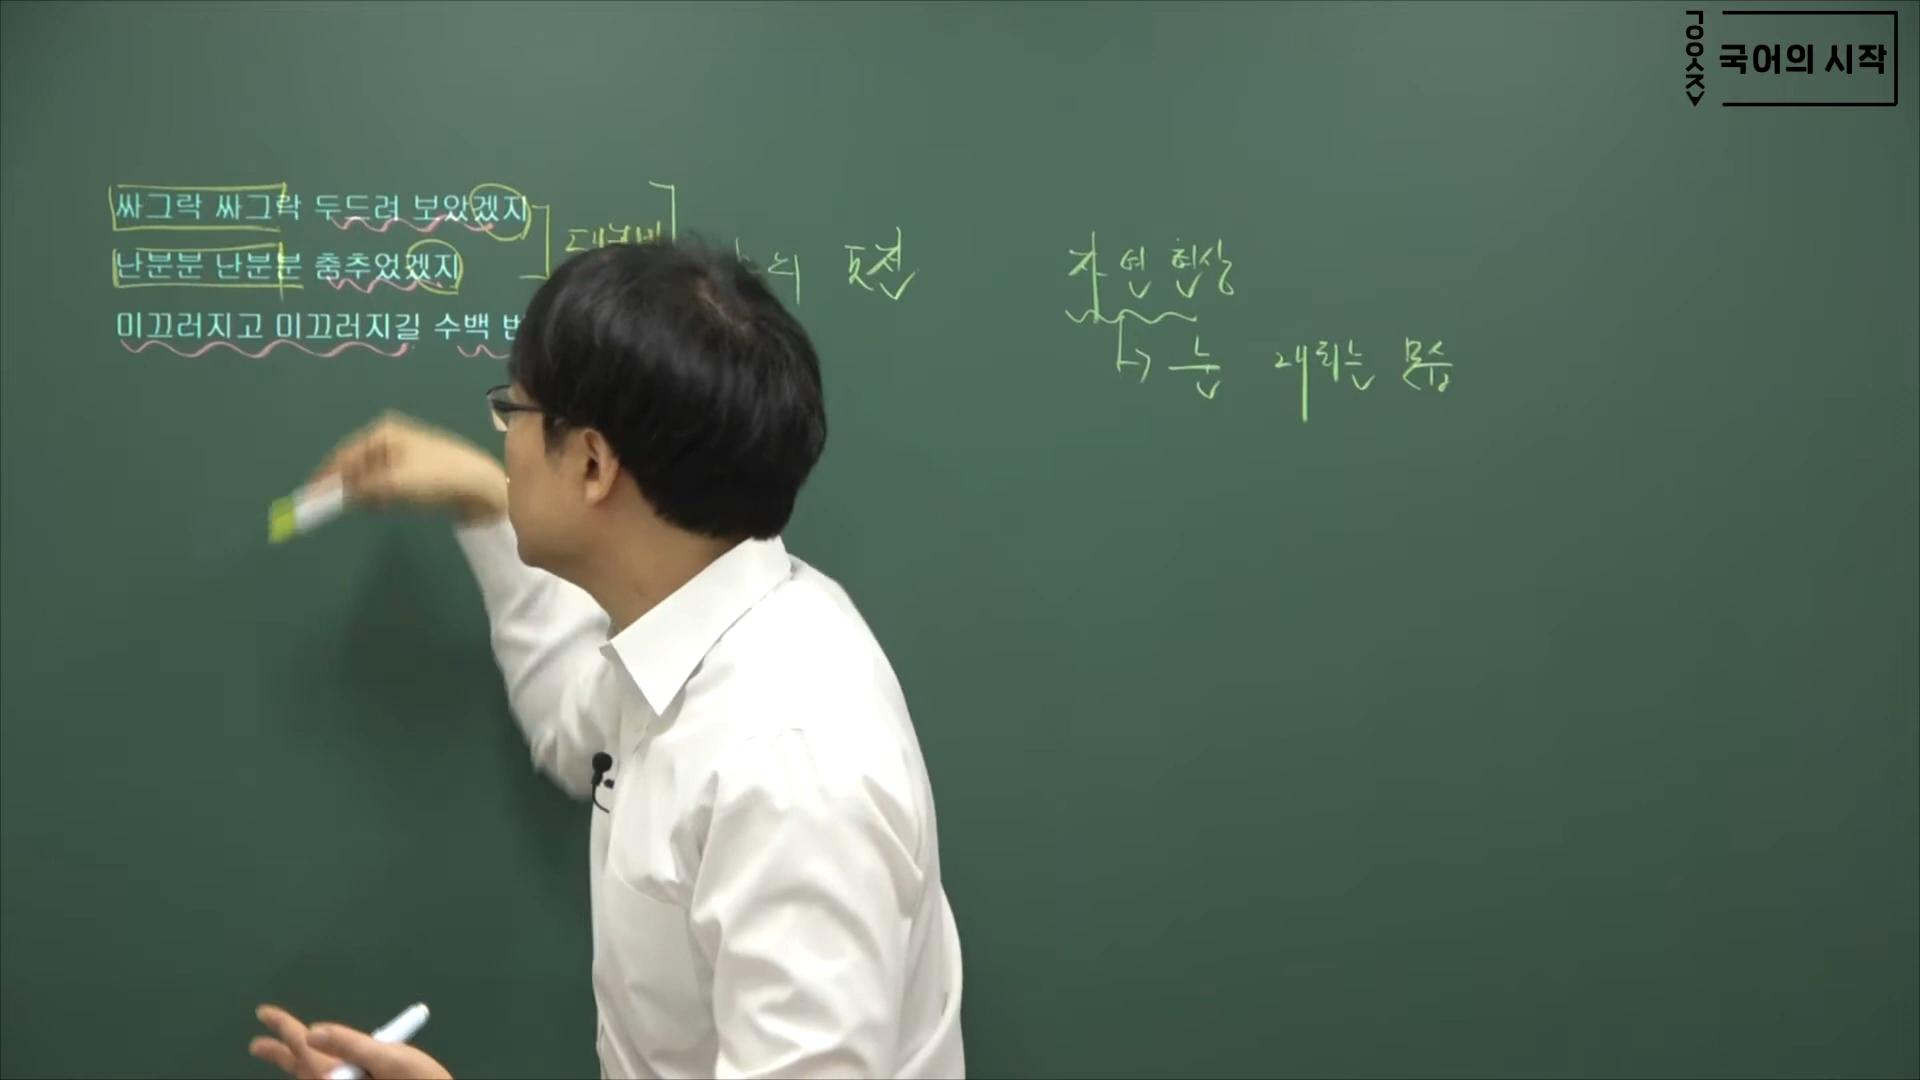 국어의 시작
싸그락 싸그락 두드려 보았겠지
난분분 난분분 춤추었겠지
미끄러지고 미끄러지길 수백 번
도전
자연 현상
눈 내리는 모습